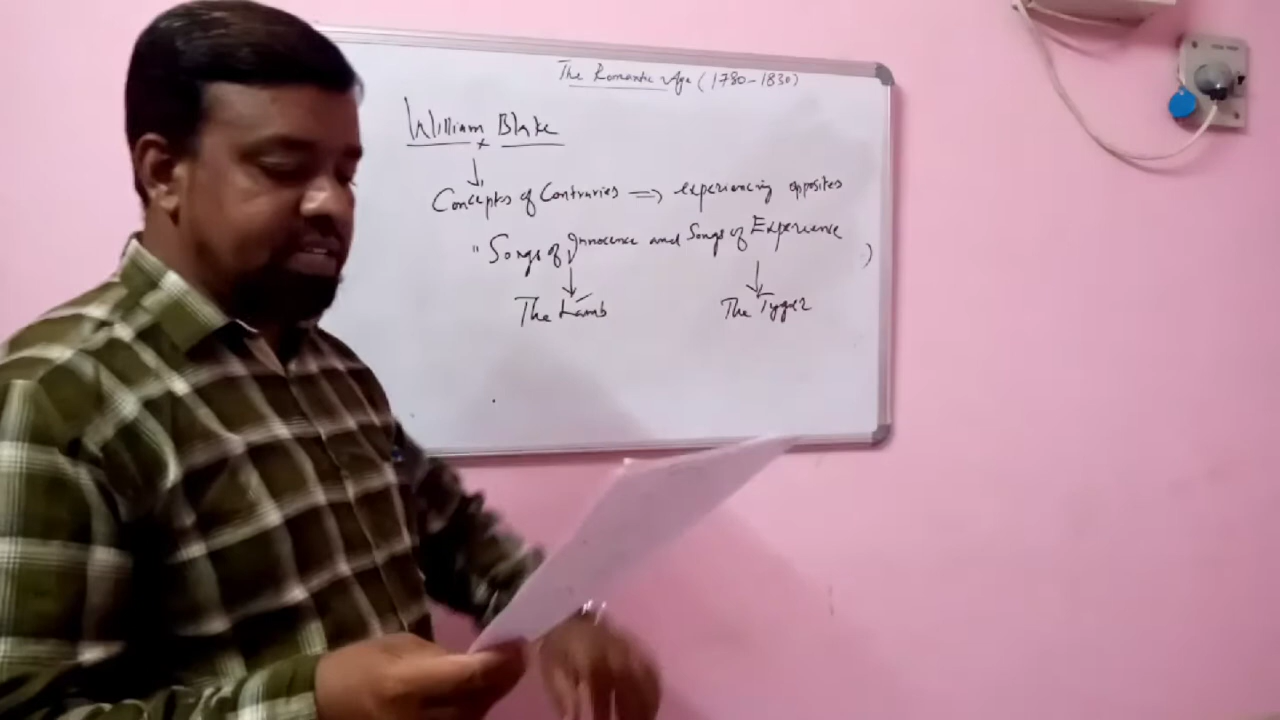 The Romantic Age (1780-1830)
William Blake
Concepts of Contraries => experiencing opposites
" Songs of Innocence and Songs of Experience )
The Lamb The Tyger